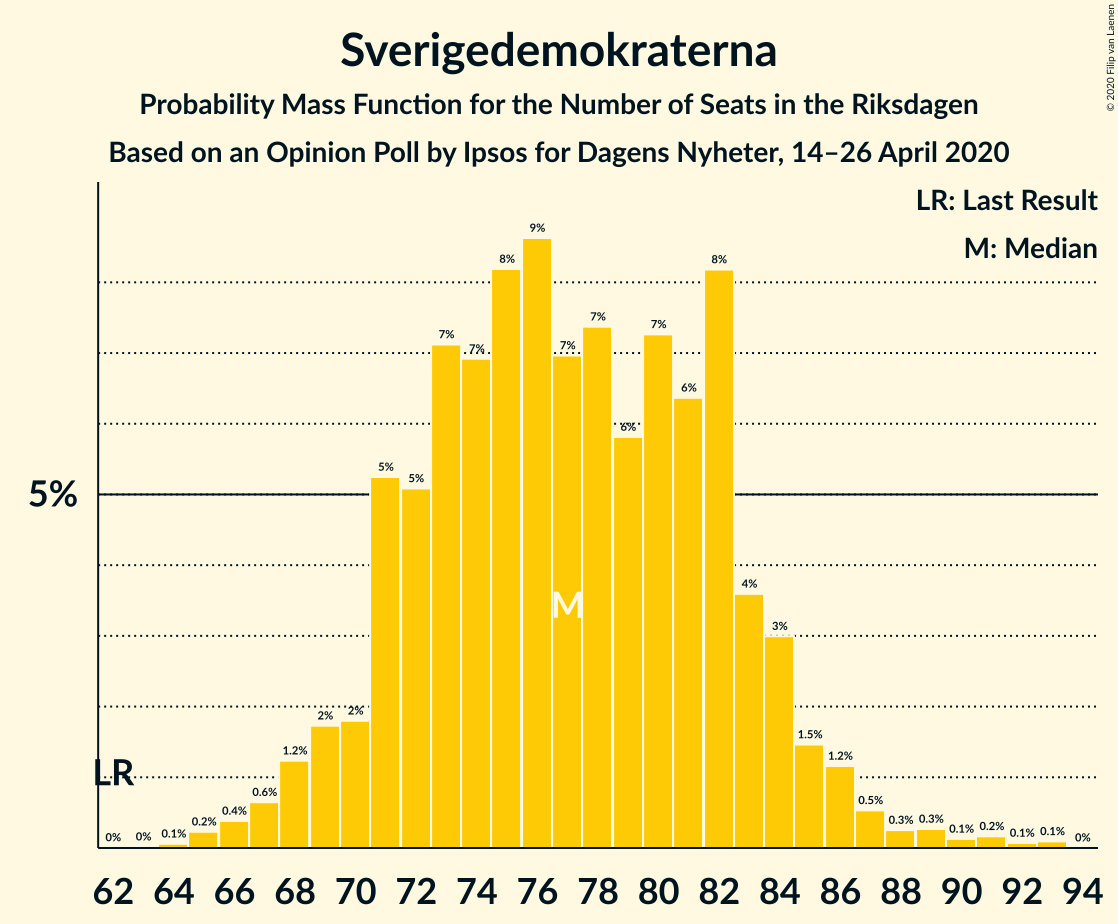 © 2020 Filip van Laenen
Sverigedemokraterna
Probability Mass Function for the Number of Seats in the Riksdagen
Based on an Opinion Poll by Ipsos for Dagens Nyheter, 14–26 April 2020
LR: Last Result
M: Median
5%
LR
M
0% 0% 0.1% 0.2% 0.4% 0.6% 1.2% 2% 2% 5% 5% 7% 7% 8% 9% 7% 7% 6% 7% 6% 8% 4% 3% 1.5% 1.2% 0.5% 0.3% 0.3% 0.1% 0.2% 0.1% 0.1% 0%
62 64 66 68 70 72 74 76 78 80 82 84 86 88 90 92 94